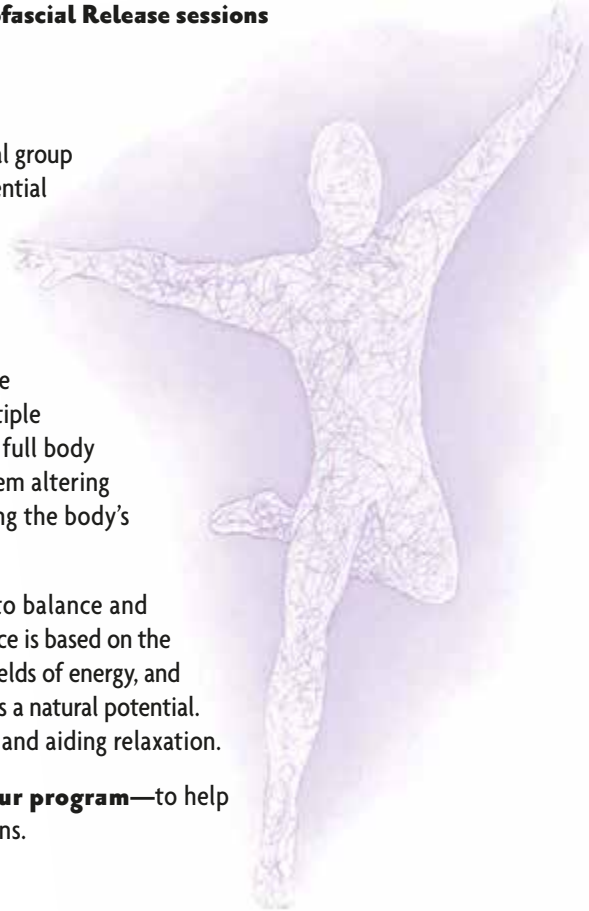 fascial Release sessions
al group
ential
e
tiple
full body
em altering
ng the body's
to balance and
ce is based on the
elds of energy, and
s a natural potential.
and aiding relaxation.
ur program—to help
ns.